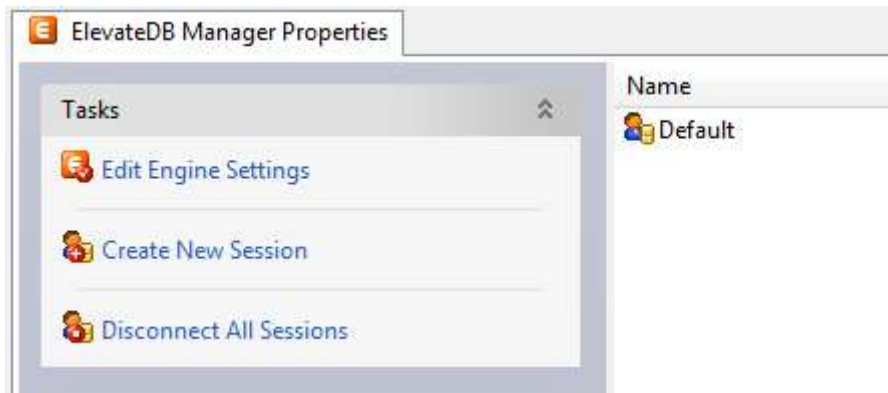 ElevateDB Manager Properties
Tasks
Edit Engine Settings
Create New Session
Disconnect All Sessions
Name
Default